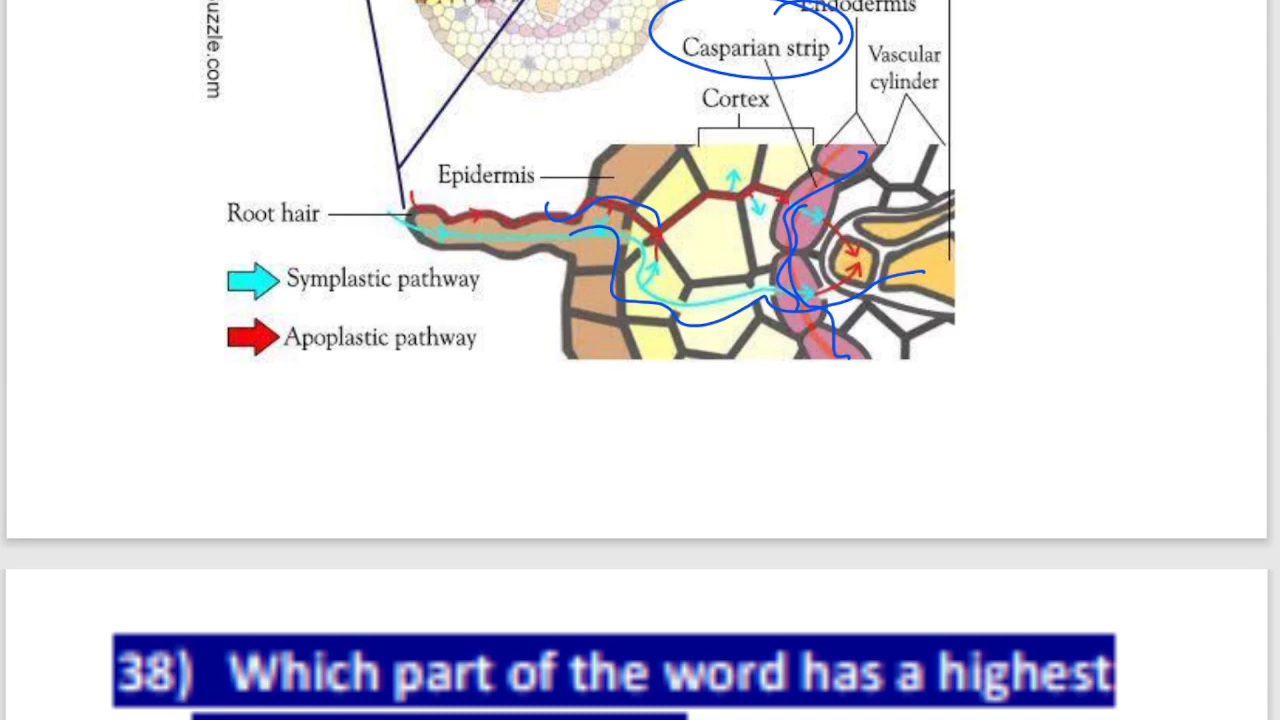 uzzle.com
Endodermis
Casparian strip
Vascular
cylinder
Cortex
Epidermis
Root hair
Symplastic pathway
Apoplastic pathway
38) Which part of the word has a highest